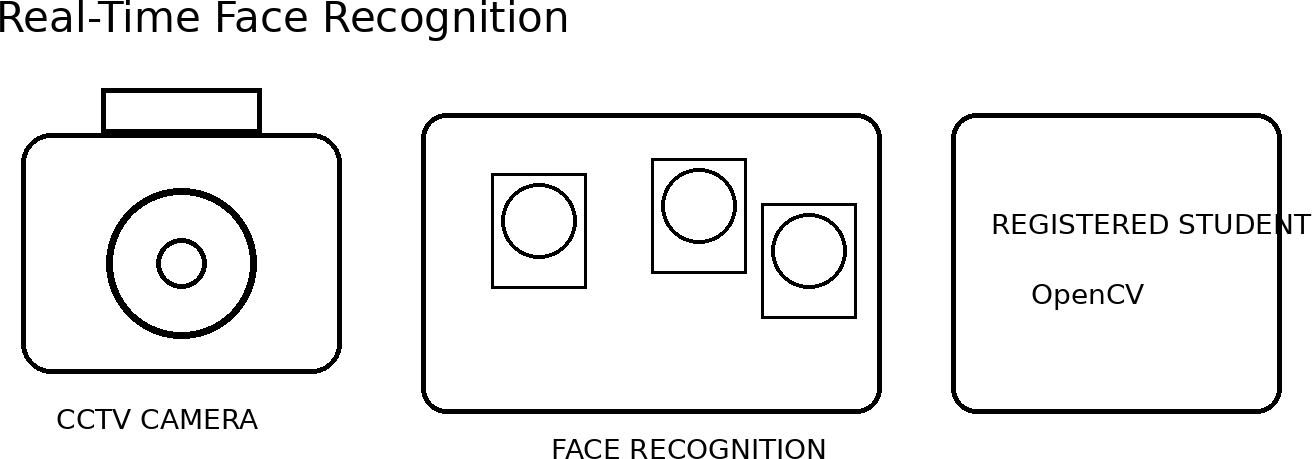 Real-Time Face Recognition
REGISTERED STUDENT
OpenCV
CCTV CAMERA
FACE RECOGNITION